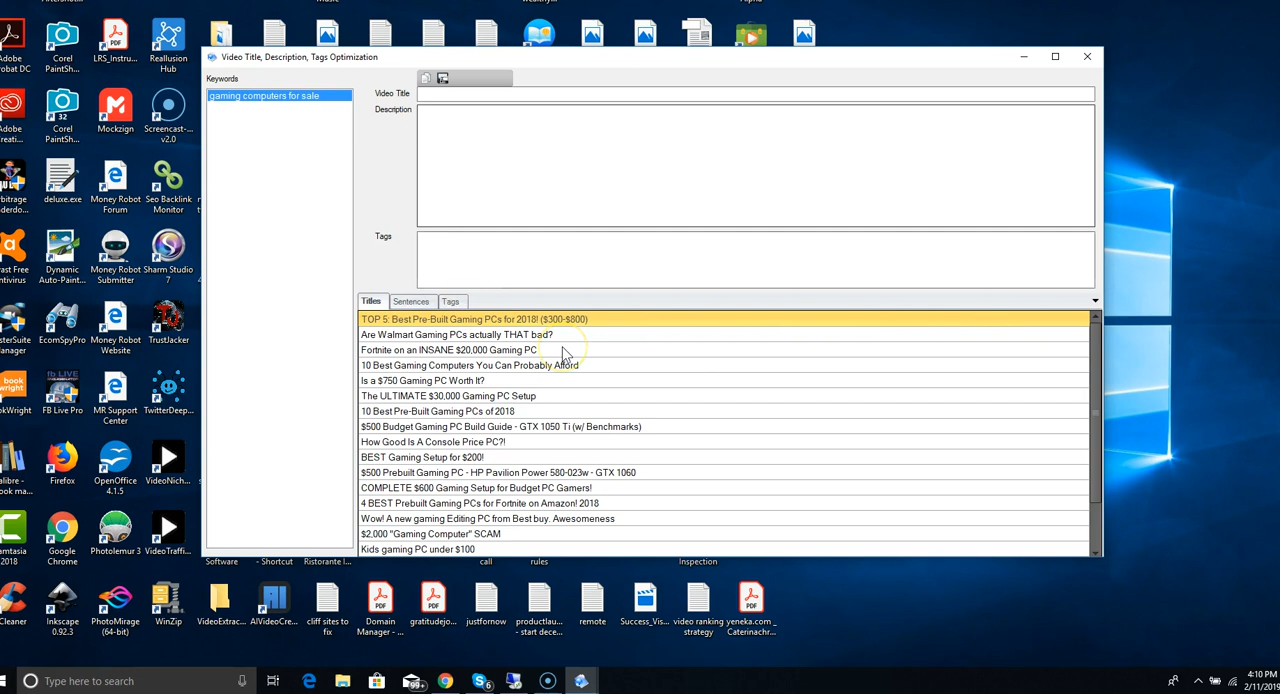 Music
wealthy...
Alpha
Adobe
Acrobat DC
Corel
PaintSh...
LRS_Instru...
Reallusion
Hub
Video Title, Description, Tags Optimization
Keywords
gaming computers for sale
Video Title
Description
Tags
Titles
Sentences
Tags
TOP 5: Best Pre-Built Gaming PCs for 2018! ($300-$800)
Are Walmart Gaming PCs actually THAT bad?
Fortnite on an INSANE $20,000 Gaming PC
10 Best Gaming Computers You Can Probably Afford
Is a $750 Gaming PC Worth It?
The ULTIMATE $30,000 Gaming PC Setup
10 Best Pre-Built Gaming PCs of 2018
$500 Budget Gaming PC Build Guide - GTX 1050 Ti (w/ Benchmarks)
How Good Is A Console Price PC?!
BEST Gaming Setup for $200!
$500 Prebuilt Gaming PC - HP Pavilion Power 580-023w - GTX 1060
COMPLETE $600 Gaming Setup for Budget PC Gamers!
4 BEST Prebuilt Gaming PCs for Fortnite on Amazon! 2018
Wow! A new gaming Editing PC from Best buy. Awesomeness
$2,000 "Gaming Computer" SCAM
Kids gaming PC under $100
32
Corel
PaintSh...
Mockzign
Screencast-...
v2.0
deluxe.exe
Money Robot
Forum
Seo Backlink
Monitor
Dynamic
Auto-Paint...
Money Robot
Submitter
Sharm Studio
7
EcomSpyPro
Money Robot
Website
TrustJacker
FB Live Pro
MR Support
Center
TwitterDeep...
Firefox
OpenOffice
4.1.5
VideoNich...
2018
Google
Chrome
Photolemur 3
VideoTraffi...
Software
- Shortcut
Ristorante I...
call
rules
Inspection
Inkscape
0.92.3
PhotoMirage
(64-bit)
WinZip
VideoExtrac...
AIVideoCre...
cliff sites to
fix
Domain
Manager - ...
gratitudejo...
justfornow
productlau...
- start dece...
remote
Success_Vis...
video ranking
strategy
yeneka.com _
Caterinachr...
Type here to search
99+
6
4:10 PM
2/11/2019